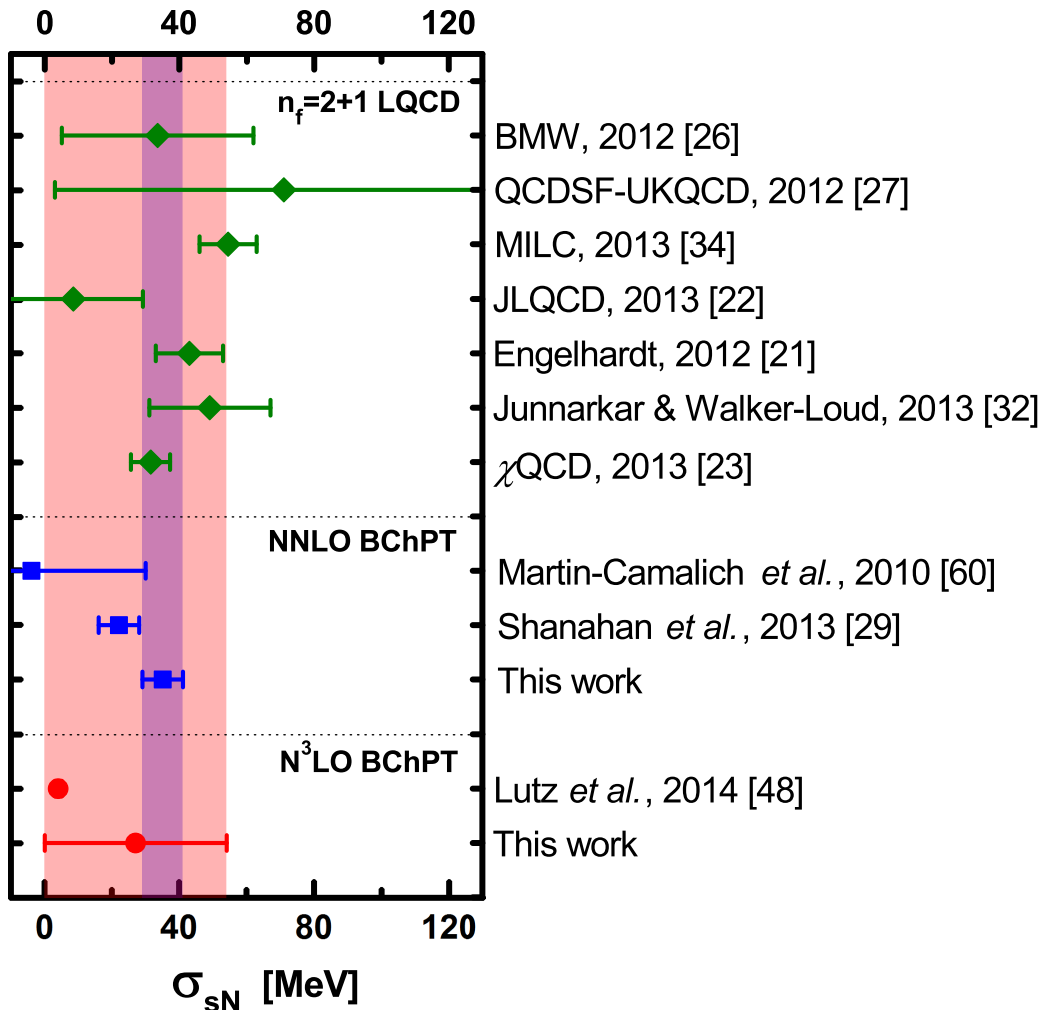 0 40 80 120
n_f=2+1 LQCD
BMW, 2012 [26]
QCDSF-UKQCD, 2012 [27]
MILC, 2013 [34]
JLQCD, 2013 [22]
Engelhardt, 2012 [21]
Junnarkar & Walker-Loud, 2013 [32]
χQCD, 2013 [23]
NNLO BChPT
Martin-Camalich et al., 2010 [60]
Shanahan et al., 2013 [29]
This work
N³LO BChPT
Lutz et al., 2014 [48]
This work
0 40 80 120
σ_sN [MeV]